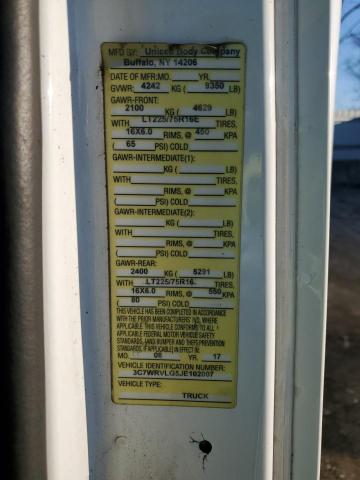 MFD BY: Unicell Body Company
Buffalo, NY 14206
DATE OF MFR:MO. YR.
GVWR: 4242 KG ( 9350 LB)
GAWR-FRONT:
2100 KG ( 4629 LB)
WITH LT225/75R16E TIRES,
16X6.0 RIMS, @ 450 KPA
( 65 PSI) COLD
GAWR-INTERMEDIATE(1):
KG ( LB)
WITH TIRES,
RIMS, @ KPA
( PSI) COLD
GAWR-INTERMEDIATE(2):
KG ( LB)
WITH TIRES,
RIMS, @ KPA
( PSI) COLD
GAWR-REAR:
2400 KG ( 5291 LB)
WITH LT225/75R16 TIRES,
16X6.0 RIMS, @ 550 KPA
( 80 PSI) COLD
THIS VEHICLE HAS BEEN COMPLETED IN ACCORDANCE WITH
THE PRIOR MANUFACTURERS' IVD, WHERE
APPLICABLE. THIS VEHICLE CONFORMS TO ALL
APPLICABLE FEDERAL MOTOR VEHICLE SAFETY
STANDARDS, [AND BUMPER AND THEFT PREVENTION
STANDARDS, IF APPLICABLE] IN EFFECT IN
MO. 08 YR. 17
VEHICLE IDENTIFICATION NUMBER:
3C7WRVLG5JE102007
VEHICLE TYPE:
TRUCK